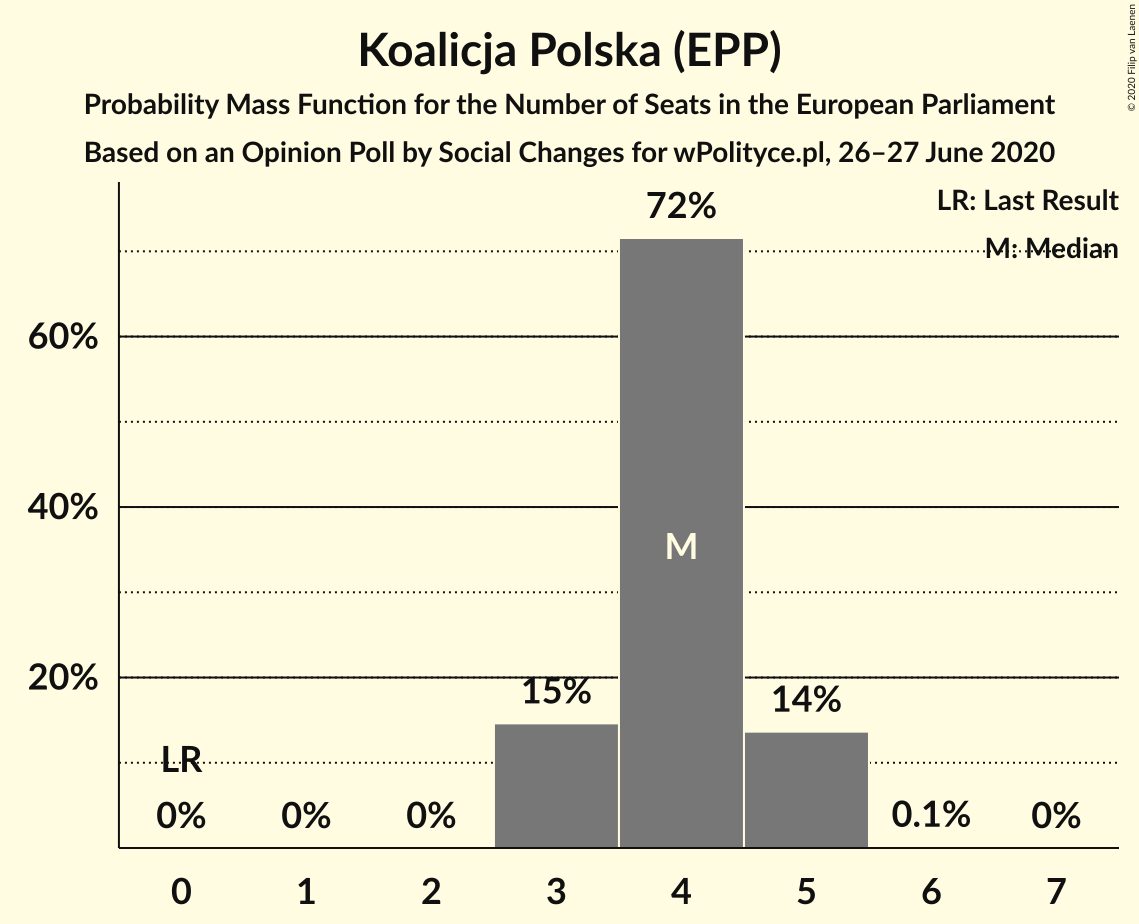 Koalicja Polska (EPP)
Probability Mass Function for the Number of Seats in the European Parliament
Based on an Opinion Poll by Social Changes for wPolityce.pl, 26–27 June 2020
© 2020 Filip van Laenen
LR: Last Result
M: Median
72%
60%
40%
M
20%
15%
14%
LR
0%
0%
0%
0.1%
0%
0
1
2
3
4
5
6
7